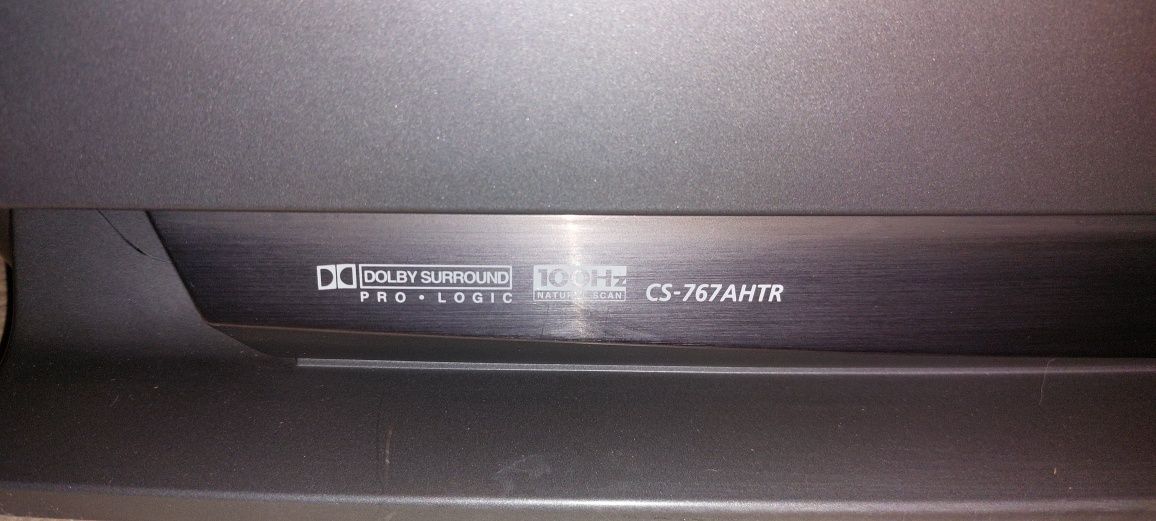 DOLBY SURROUND
PRO • LOGIC
100Hz
NATURAL SCAN
CS-767AHTR